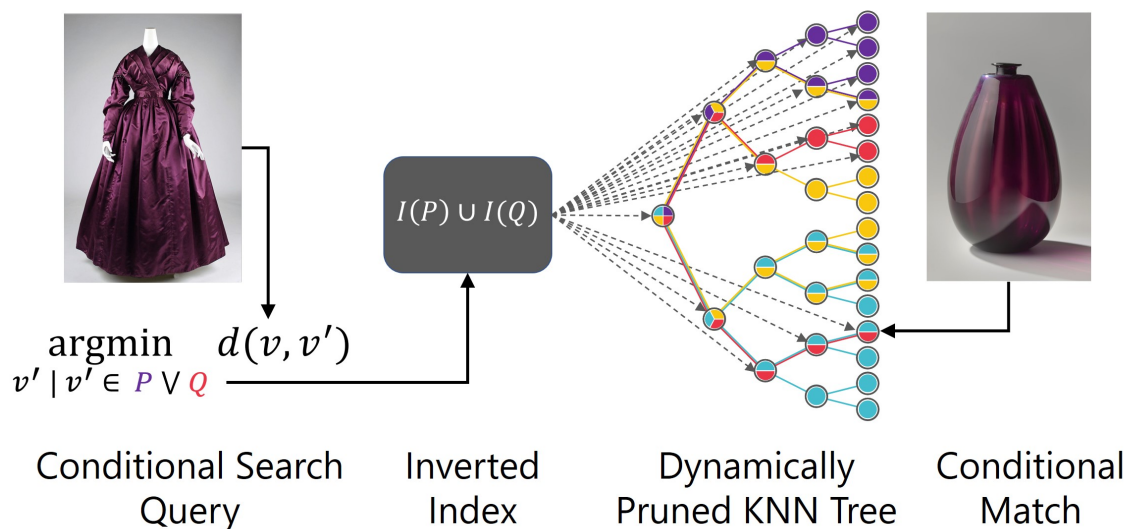 argmin d(v, v′)
v′ | v′ ∈ P ∨ Q
I(P) ∪ I(Q)
Conditional Search
Query
Inverted
Index
Dynamically
Pruned KNN Tree
Conditional
Match